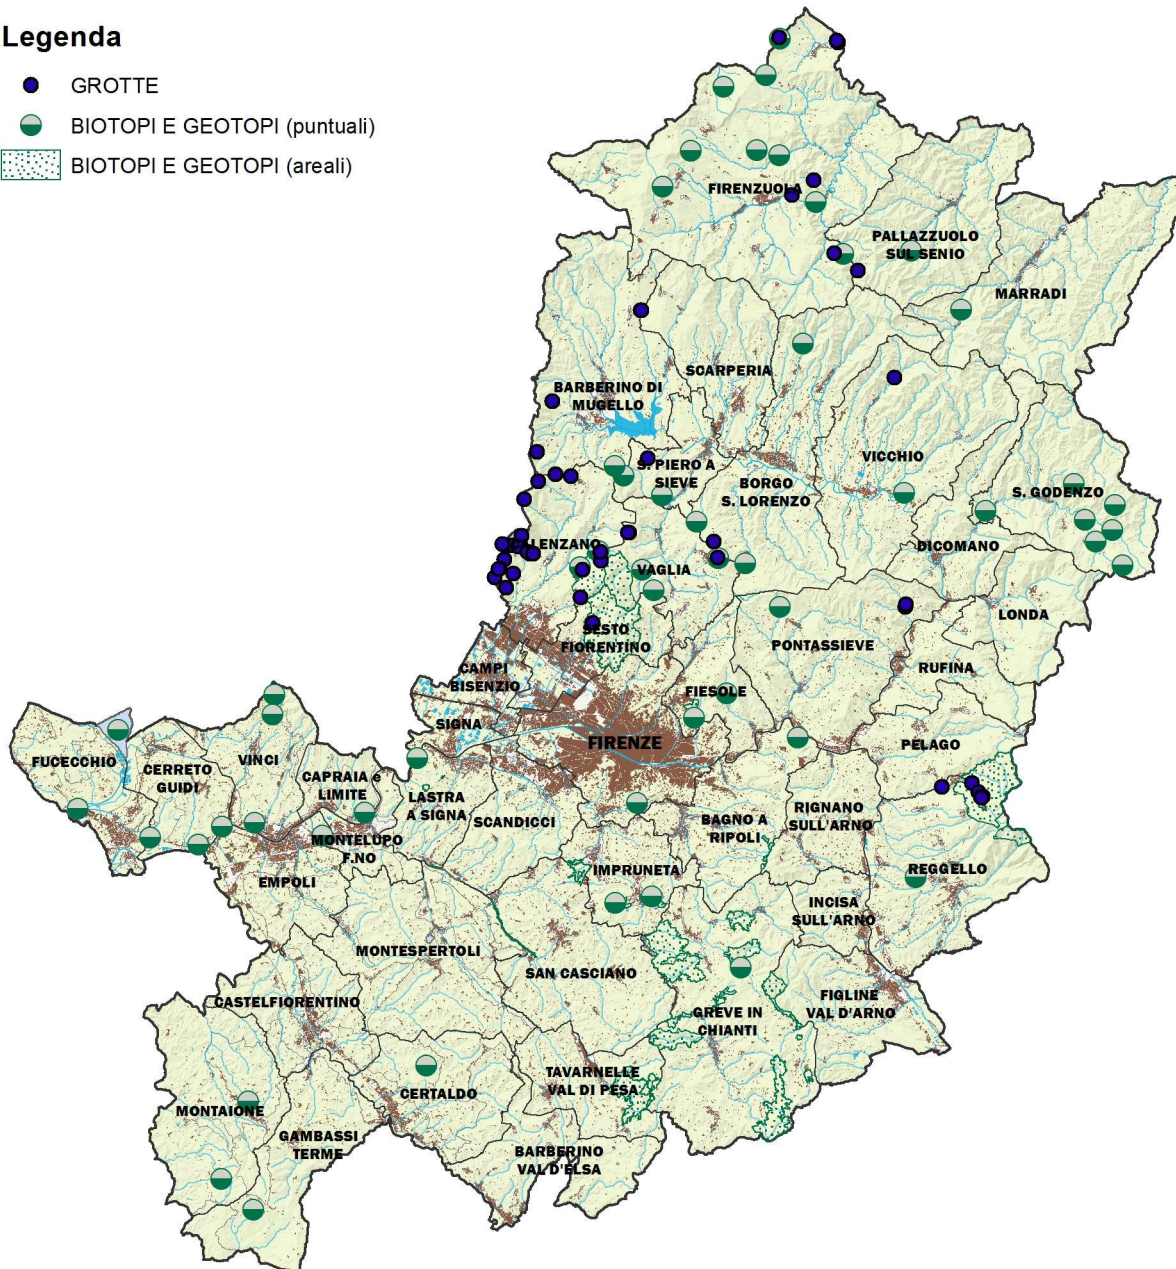 Legenda
GROTTE
BIOTOPI E GEOTOPI (puntuali)
BIOTOPI E GEOTOPI (areali)
FIRENZUOLA
PALLAZZUOLO
SUL SENIO
MARRADI
SCARPERIA
BARBERINO DI
MUGELLO
VICCHIO
S. PIERO A
SIEVE
BORGO
S. LORENZO
S. GODENZO
CALENZANO
DICOMANO
VAGLIA
LONDA
SESTO
FIORENTINO
PONTASSIEVE
RUFINA
CAMPI
BISENZIO
FIESOLE
SIGNA
FIRENZE
PELAGO
FUCECCHIO
CERRETO
GUIDI
VINCI
CAPRAIA e
LIMITE
LASTRA
A SIGNA
SCANDICCI
BAGNO A
RIPOLI
RIGNANO
SULL'ARNO
MONTELUPO
F.NO
EMPOLI
IMPRUNETA
REGGELLO
INCISA
SULL'ARNO
MONTESPERTOLI
SAN CASCIANO
CASTELFIORENTINO
GREVE IN
CHIANTI
FIGLINE
VAL D'ARNO
TAVARNELLE
VAL DI PESA
CERTALDO
MONTAIONE
GAMBASSI
TERME
BARBERINO
VAL D'ELSA